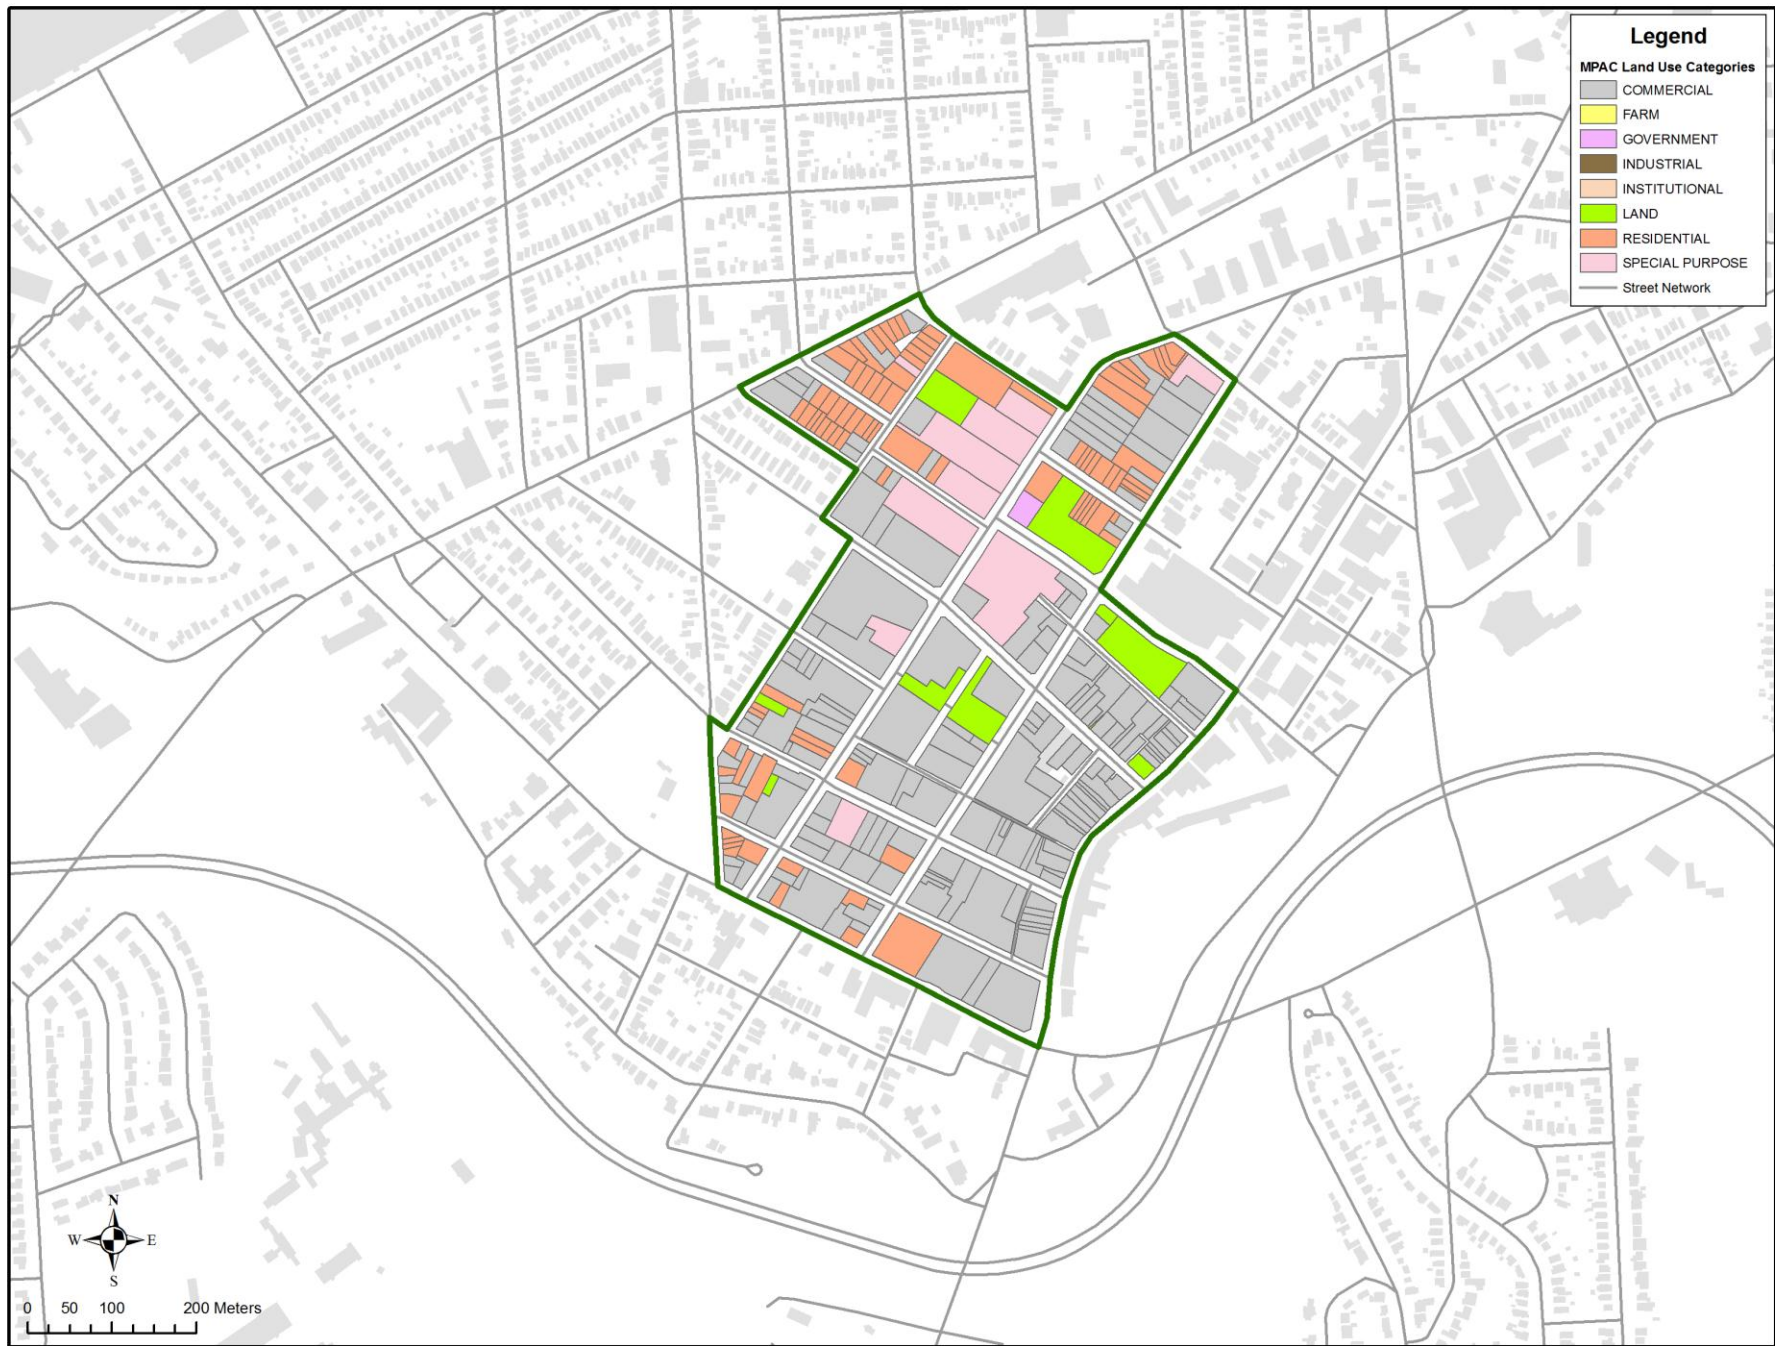 Legend
MPAC Land Use Categories
COMMERCIAL
FARM
GOVERNMENT
INDUSTRIAL
INSTITUTIONAL
LAND
RESIDENTIAL
SPECIAL PURPOSE
Street Network
N
W E
S
0 50 100 200 Meters